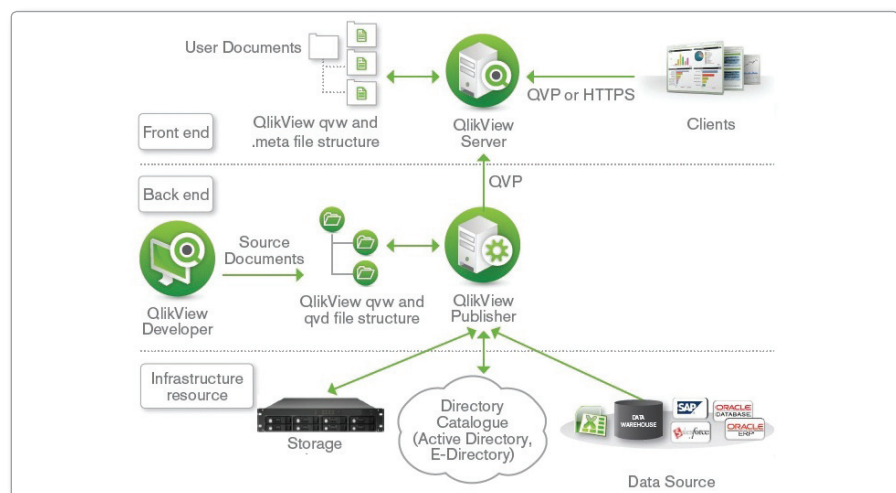 User Documents
QlikView qvw and
.meta file structure
QlikView
Server
QVP or HTTPS
Clients
Front end
QVP
Back end
Source
Documents
QlikView
Developer
QlikView qvw and
qvd file structure
QlikView
Publisher
Infrastructure
resource
Storage
Directory
Catalogue
(Active Directory,
E-Directory)
DATA
WAREHOUSE
SAP
ORACLE
DATABASE
ORACLE
ERP
Data Source